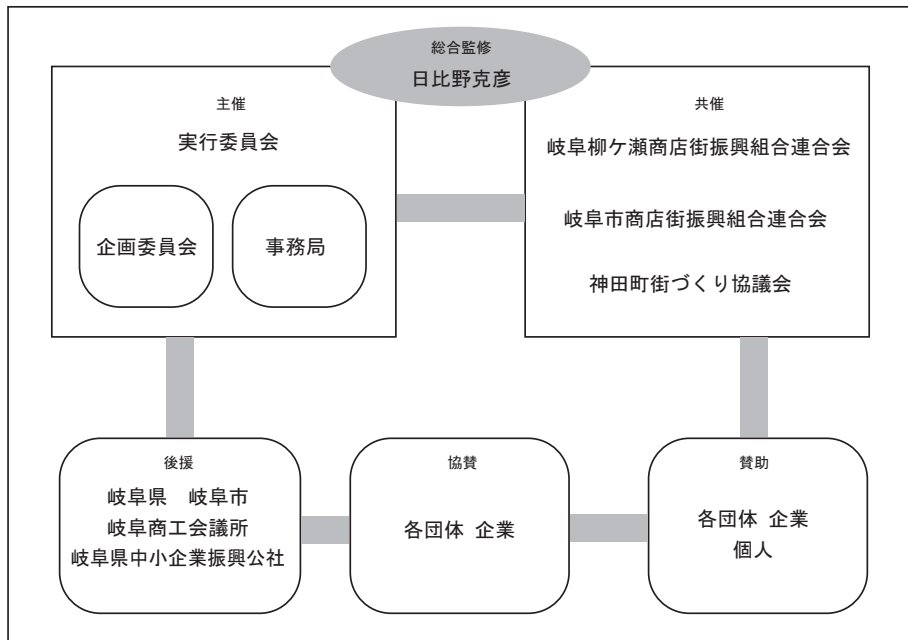 総合監修
日比野克彦
主催
実行委員会
企画委員会
事務局
共催
岐阜柳ケ瀬商店街振興組合連合会
岐阜市商店街振興組合連合会
神田町街づくり協議会
後援
岐阜県　岐阜市
岐阜商工会議所
岐阜県中小企業振興公社
協賛
各団体 企業
賛助
各団体 企業
個人